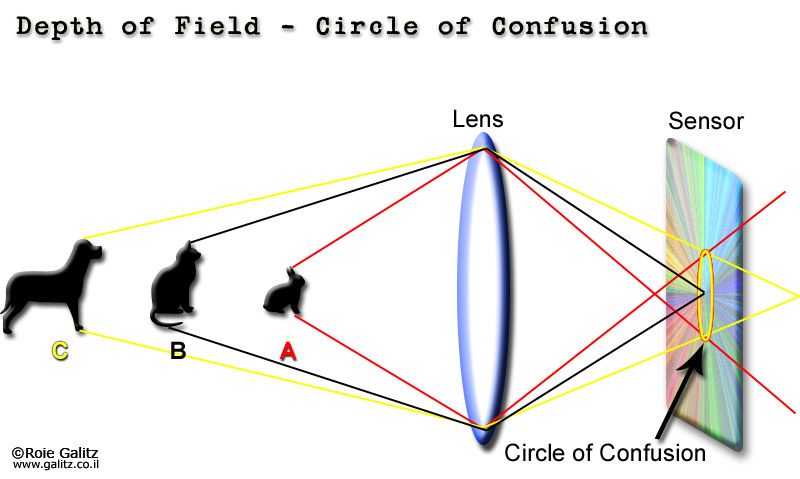 Depth of Field - Circle of Confusion
Lens
Sensor
C
B
A
Circle of Confusion
©Roie Galitz
www.galitz.co.il